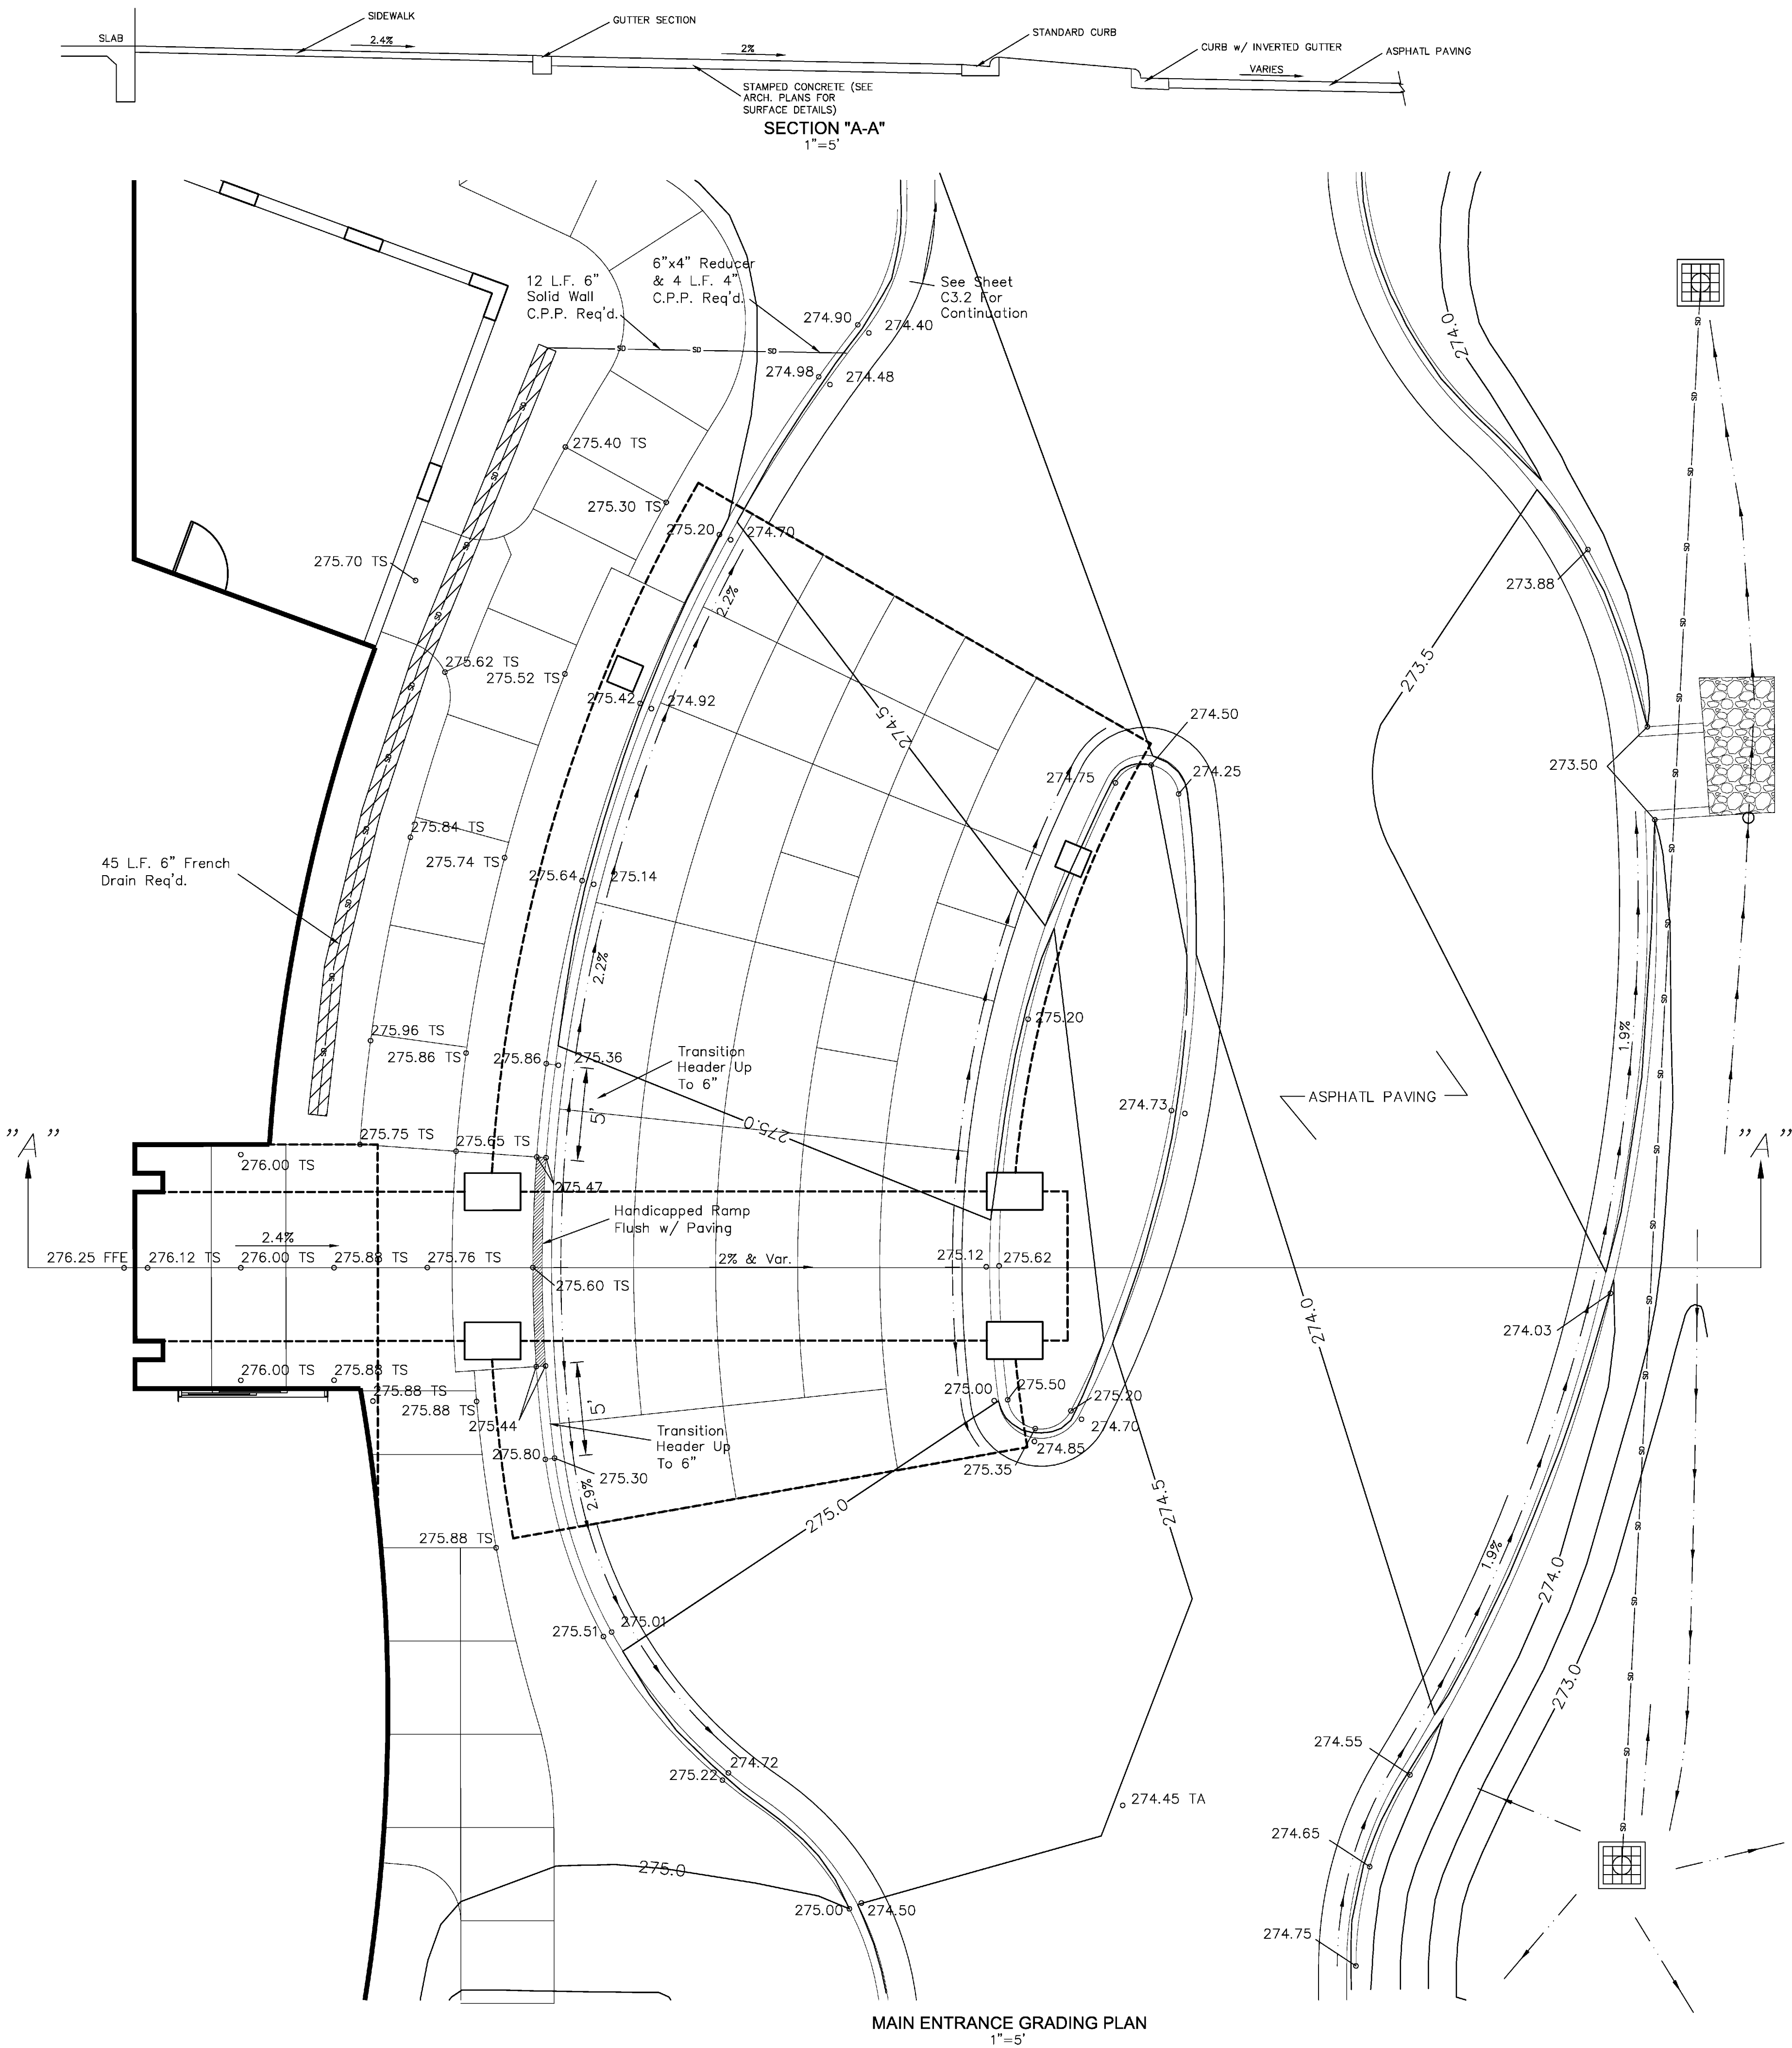 SIDEWALK
GUTTER SECTION
STANDARD CURB
SLAB
2.4%
2%
CURB w/ INVERTED GUTTER
ASPHATL PAVING
VARIES
STAMPED CONCRETE (SEE
ARCH. PLANS FOR
SURFACE DETAILS)
SECTION "A-A"
1"=5'
12 L.F. 6"
Solid Wall
C.P.P. Req'd.
6"x4" Reducer
& 4 L.F. 4"
C.P.P. Req'd.
See Sheet
C3.2 For
Continuation
274.90
274.40
274.0
SD
SD
SD
274.98
274.48
275.40 TS
275.30 TS
275.20
274.70
275.70 TS
2.2%
273.88
275.62 TS
275.52 TS
275.42
274.92
273.5
274.5
274.50
274.75
274.25
273.50
275.84 TS
275.74 TS
275.64
275.14
45 L.F. 6" French
Drain Req'd.
2.2%
275.20
275.96 TS
275.86 TS
275.86
275.36
Transition
Header Up
To 6"
1.9%
5'
274.73
ASPHATL PAVING
275.0
"A"
"A"
275.75 TS
275.65 TS
276.00 TS
275.47
Handicapped Ramp
Flush w/ Paving
2.4%
276.25 FFE
276.12 TS
276.00 TS
275.88 TS
275.76 TS
2% & Var.
275.12
275.62
275.60 TS
274.0
274.03
276.00 TS
275.88 TS
275.88 TS
275.88 TS
275.44
5'
275.00
275.50
275.20
274.70
Transition
Header Up
To 6"
275.80
275.30
274.85
275.35
2.9%
275.0
274.5
275.88 TS
1.9%
274.0
275.51
275.01
273.0
274.72
275.22
274.55
274.45 TA
274.65
275.0
275.00
274.50
274.75
MAIN ENTRANCE GRADING PLAN
1"=5'